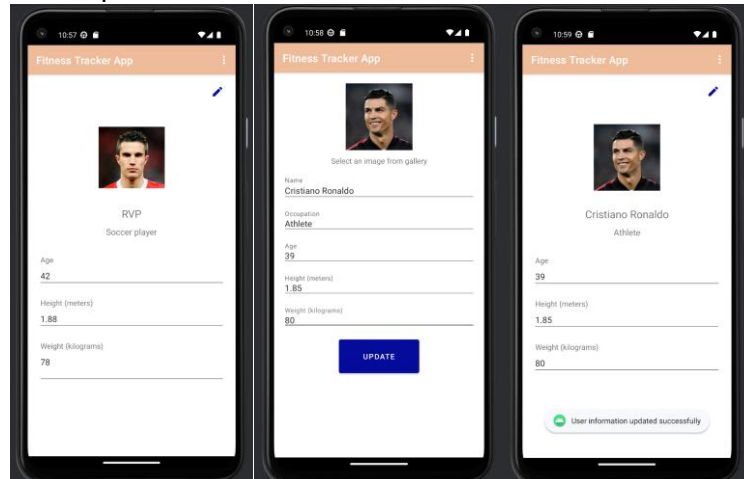 10:57
Fitness Tracker App
RVP
Soccer player
Age
42
Height (meters)
1.88
Weight (kilograms)
78
10:58
Fitness Tracker App
Select an image from gallery
Name
Cristiano Ronaldo
Occupation
Athlete
Age
39
Height (meters)
1.85
Weight (kilograms)
80
UPDATE
10:59
Fitness Tracker App
Cristiano Ronaldo
Athlete
Age
39
Height (meters)
1.85
Weight (kilograms)
80
User information updated successfully